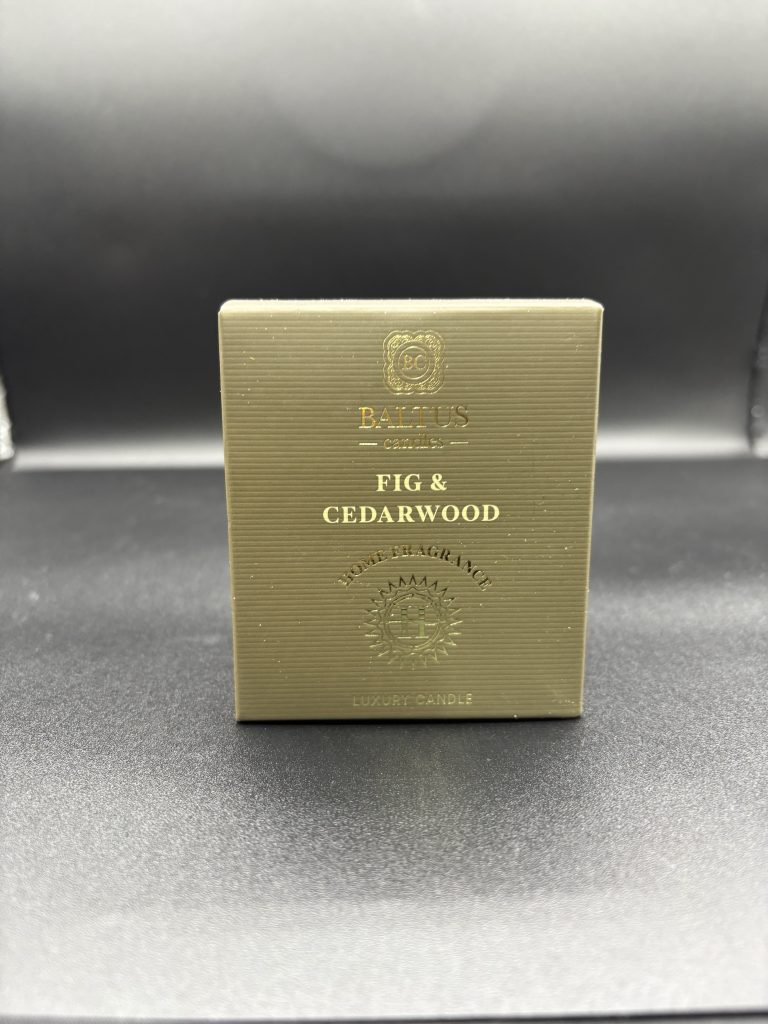 BC
BALTUS
candles
FIG &
CEDARWOOD
HOME FRAGRANCE
H
LUXURY CANDLE